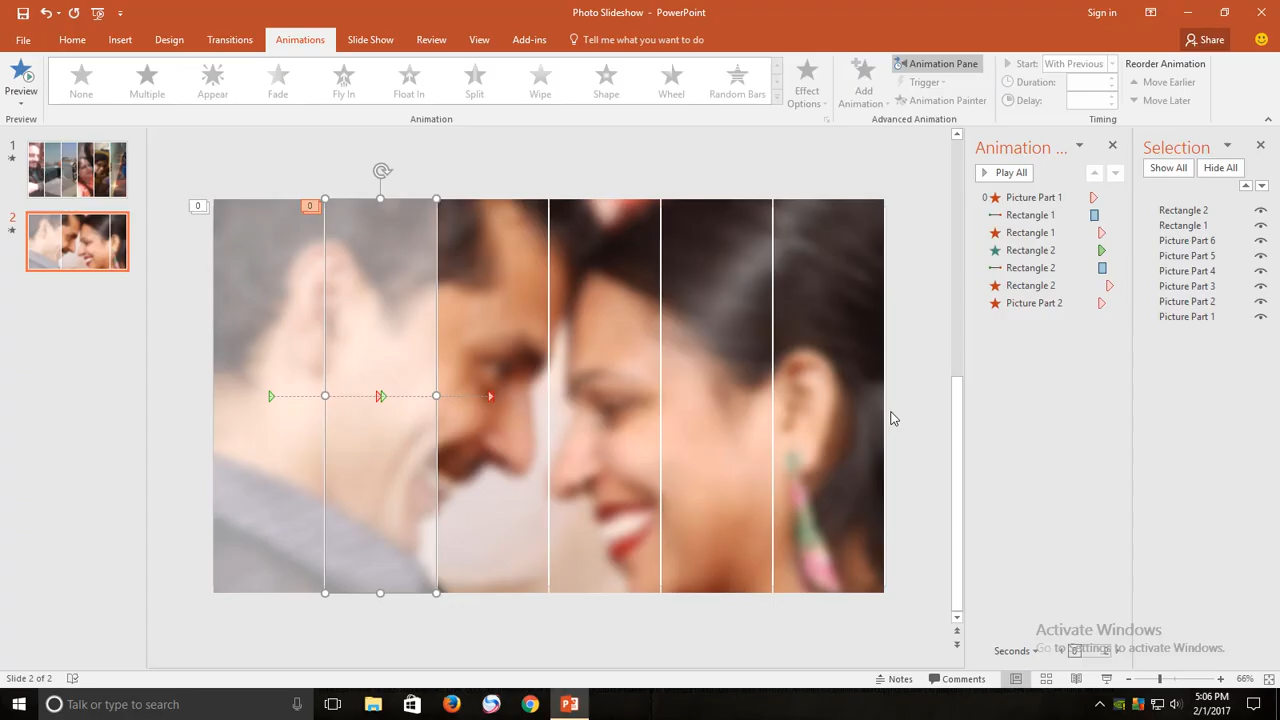 Photo Slideshow - PowerPoint
Sign in
File Home Insert Design Transitions Animations Slide Show Review View Add-ins Tell me what you want to do
Share
Preview
None Multiple Appear Fade Fly In Float In Split Wipe Shape Wheel Random Bars
Effect Options
Add Animation
Animation Pane
Trigger
Animation Painter
Start: With Previous
Duration:
Delay:
Reorder Animation
Move Earlier
Move Later
Preview Animation Advanced Animation Timing
1
2
0
0
Animation ...
Play All
0 Picture Part 1
Rectangle 1
Rectangle 1
Rectangle 2
Rectangle 2
Rectangle 2
Picture Part 2
Seconds
Selection
Show All Hide All
Rectangle 2
Rectangle 1
Picture Part 6
Picture Part 5
Picture Part 4
Picture Part 3
Picture Part 2
Picture Part 1
Activate Windows
Go to Settings to activate Windows.
Slide 2 of 2
Notes Comments
66%
Talk or type to search
5:06 PM
2/1/2017